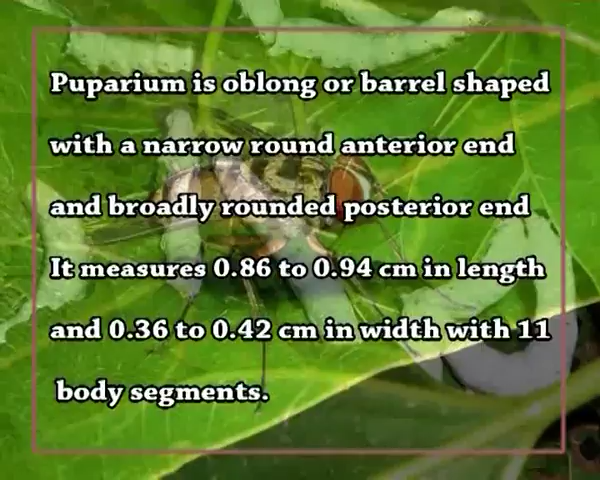 Puparium is oblong or barrel shaped
with a narrow round anterior end
and broadly rounded posterior end
It measures 0.86 to 0.94 cm in length
and 0.36 to 0.42 cm in width with 11
body segments.